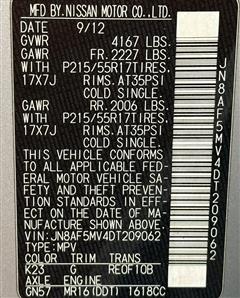 MFD BY.NISSAN MOTOR CO.,LTD.
DATE 9/12
GVWR 4167 LBS.
GAWR FR.2227 LBS.
WITH P215/55R17TIRES.
17X7J RIMS.AT35PSI
COLD SINGLE.
GAWR RR.2006 LBS.
WITH P215/55R17TIRES.
17X7J RIMS.AT35PSI
COLD SINGLE.
THIS VEHICLE CONFORMS
TO ALL APPLICABLE FED-
ERAL MOTOR VEHICLE SA-
FETY AND THEFT PREVEN-
TION STANDARDS IN EFF-
ECT ON THE DATE OF MA-
NUFACTURE SHOWN ABOVE.
VIN:JN8AF5MV4DT209062
TYPE:MPV
COLOR TRIM TRANS
K23 G RE0F10B
AXLE ENGINE
GN57 MR16(DDT) 1618CC
JN8AF5MV4DT209062